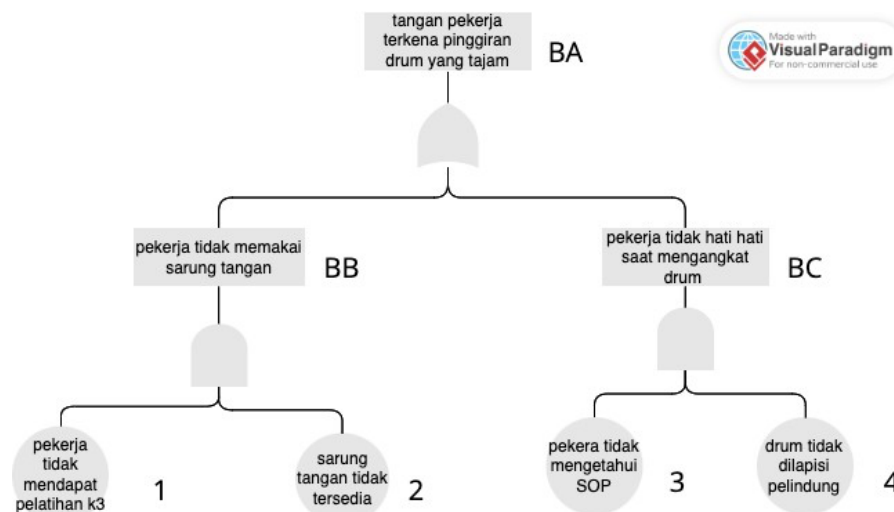 tangan pekerja
terkena pinggiran
drum yang tajam
BA
Made with
VisualParadigm
For non-commercial use
pekerja tidak memakai
sarung tangan
BB
pekerja tidak hati hati
saat mengangkat
drum
BC
pekerja
tidak
mendapat
pelatihan k3
1
sarung
tangan tidak
tersedia
2
pekera tidak
mengetahui
SOP
3
drum tidak
dilapisi
pelindung
4